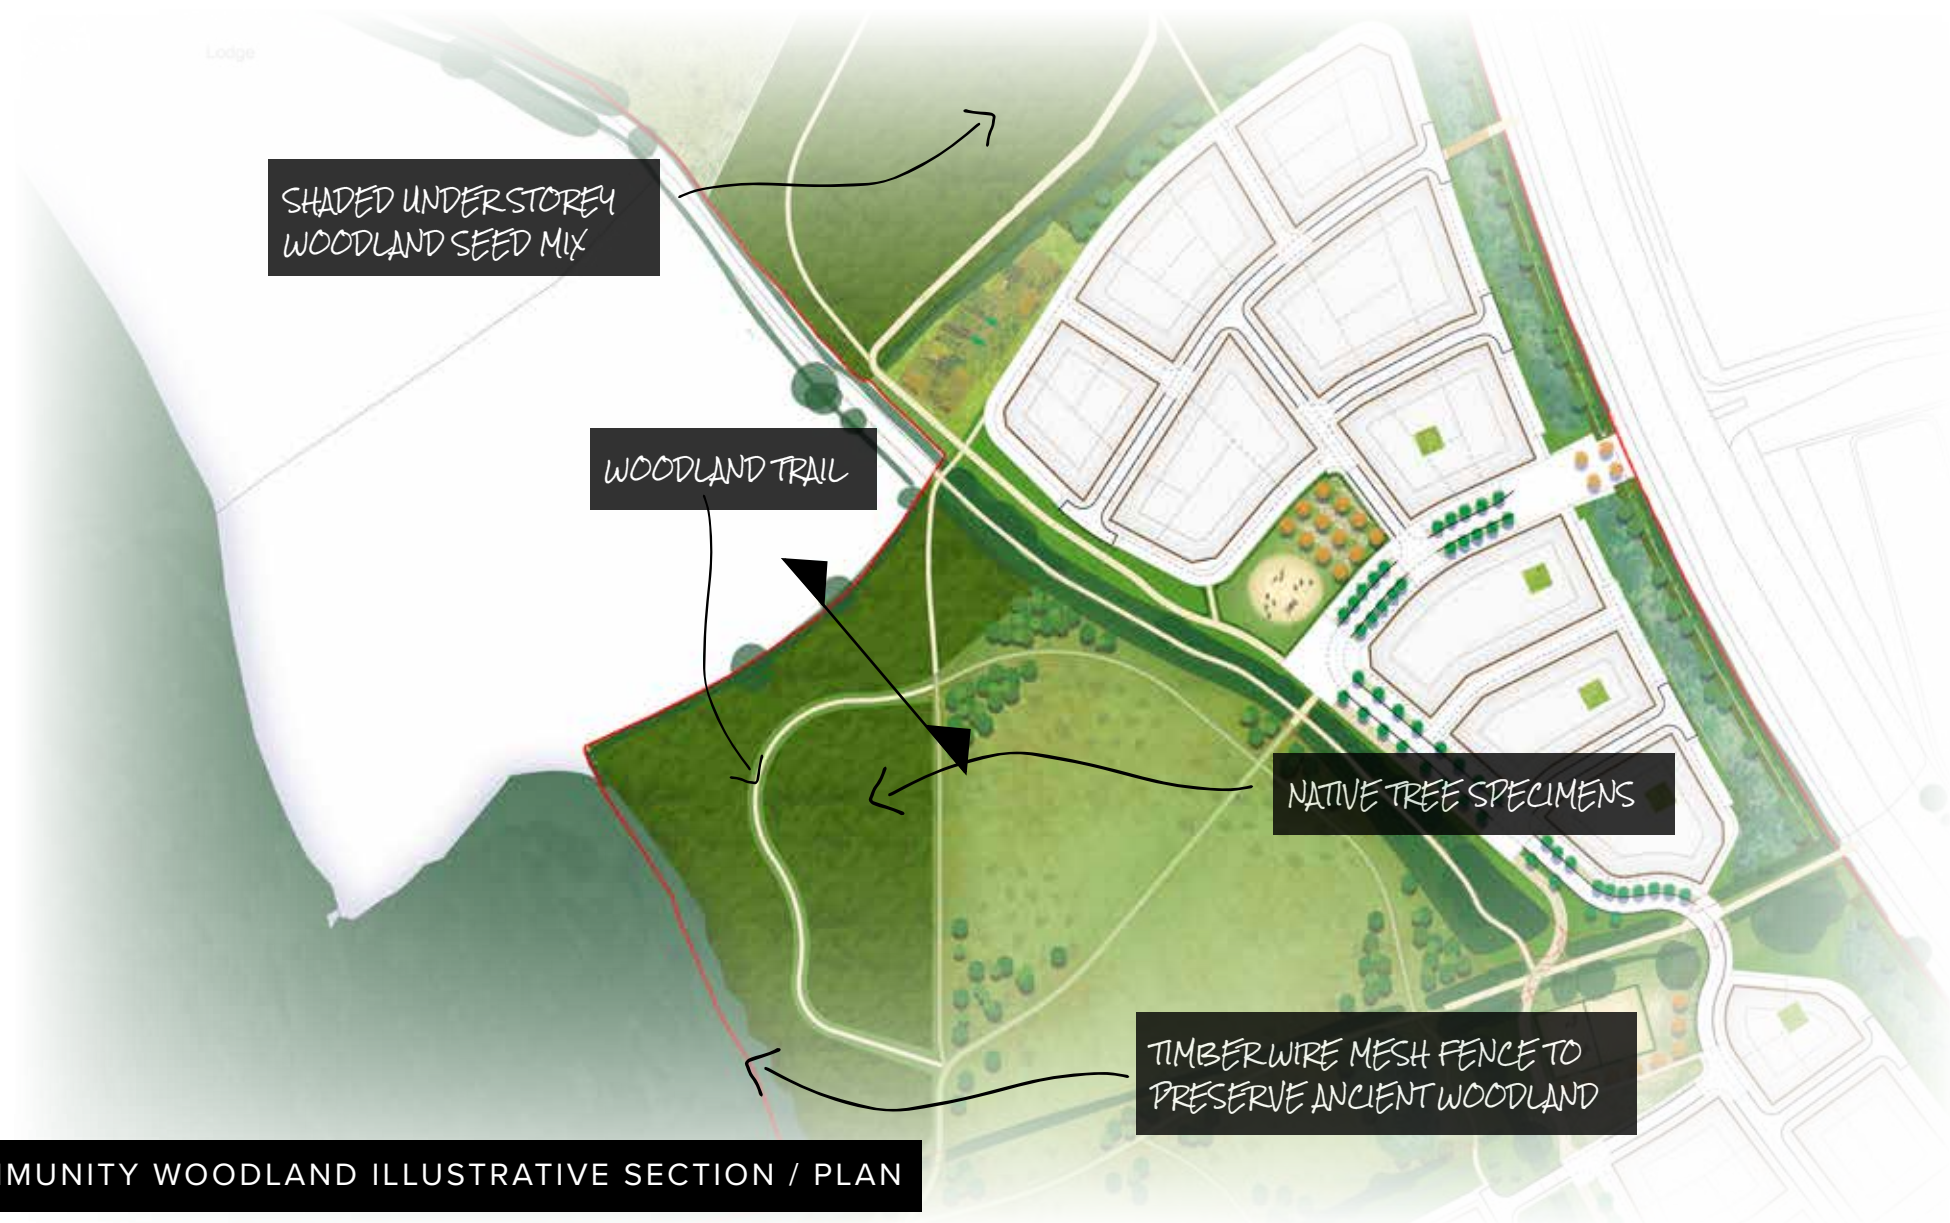 Lodge
SHADED UNDERSTOREY
WOODLAND SEED MIX
WOODLAND TRAIL
NATIVE TREE SPECIMENS
TIMBER WIRE MESH FENCE TO
PRESERVE ANCIENT WOODLAND
MUNITY WOODLAND ILLUSTRATIVE SECTION / PLAN